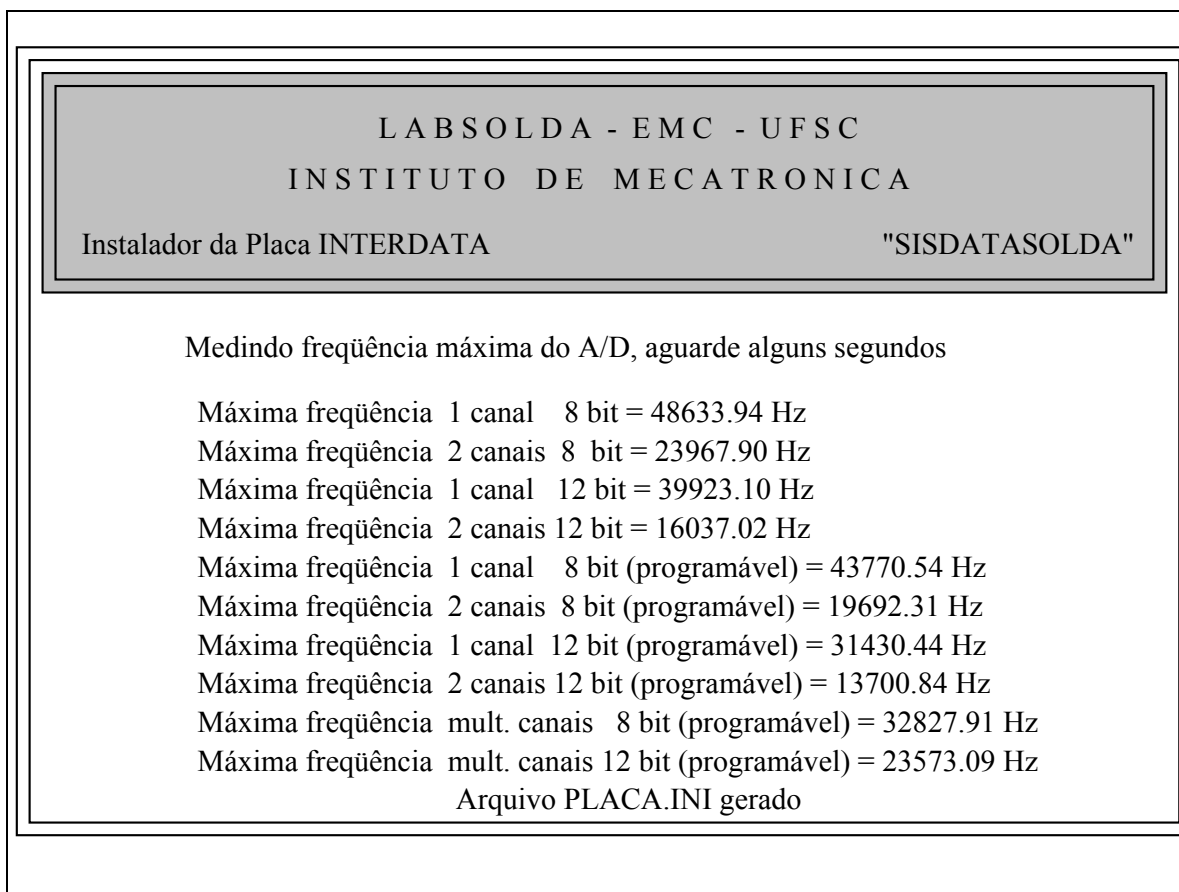 L A B S O L D A - E M C - U F S C
I N S T I T U T O D E M E C A T R O N I C A
Instalador da Placa INTERDATA "SISDATASOLDA"
Medindo freqüência máxima do A/D, aguarde alguns segundos
Máxima freqüência 1 canal 8 bit = 48633.94 Hz
Máxima freqüência 2 canais 8 bit = 23967.90 Hz
Máxima freqüência 1 canal 12 bit = 39923.10 Hz
Máxima freqüência 2 canais 12 bit = 16037.02 Hz
Máxima freqüência 1 canal 8 bit (programável) = 43770.54 Hz
Máxima freqüência 2 canais 8 bit (programável) = 19692.31 Hz
Máxima freqüência 1 canal 12 bit (programável) = 31430.44 Hz
Máxima freqüência 2 canais 12 bit (programável) = 13700.84 Hz
Máxima freqüência mult. canais 8 bit (programável) = 32827.91 Hz
Máxima freqüência mult. canais 12 bit (programável) = 23573.09 Hz
Arquivo PLACA.INI gerado